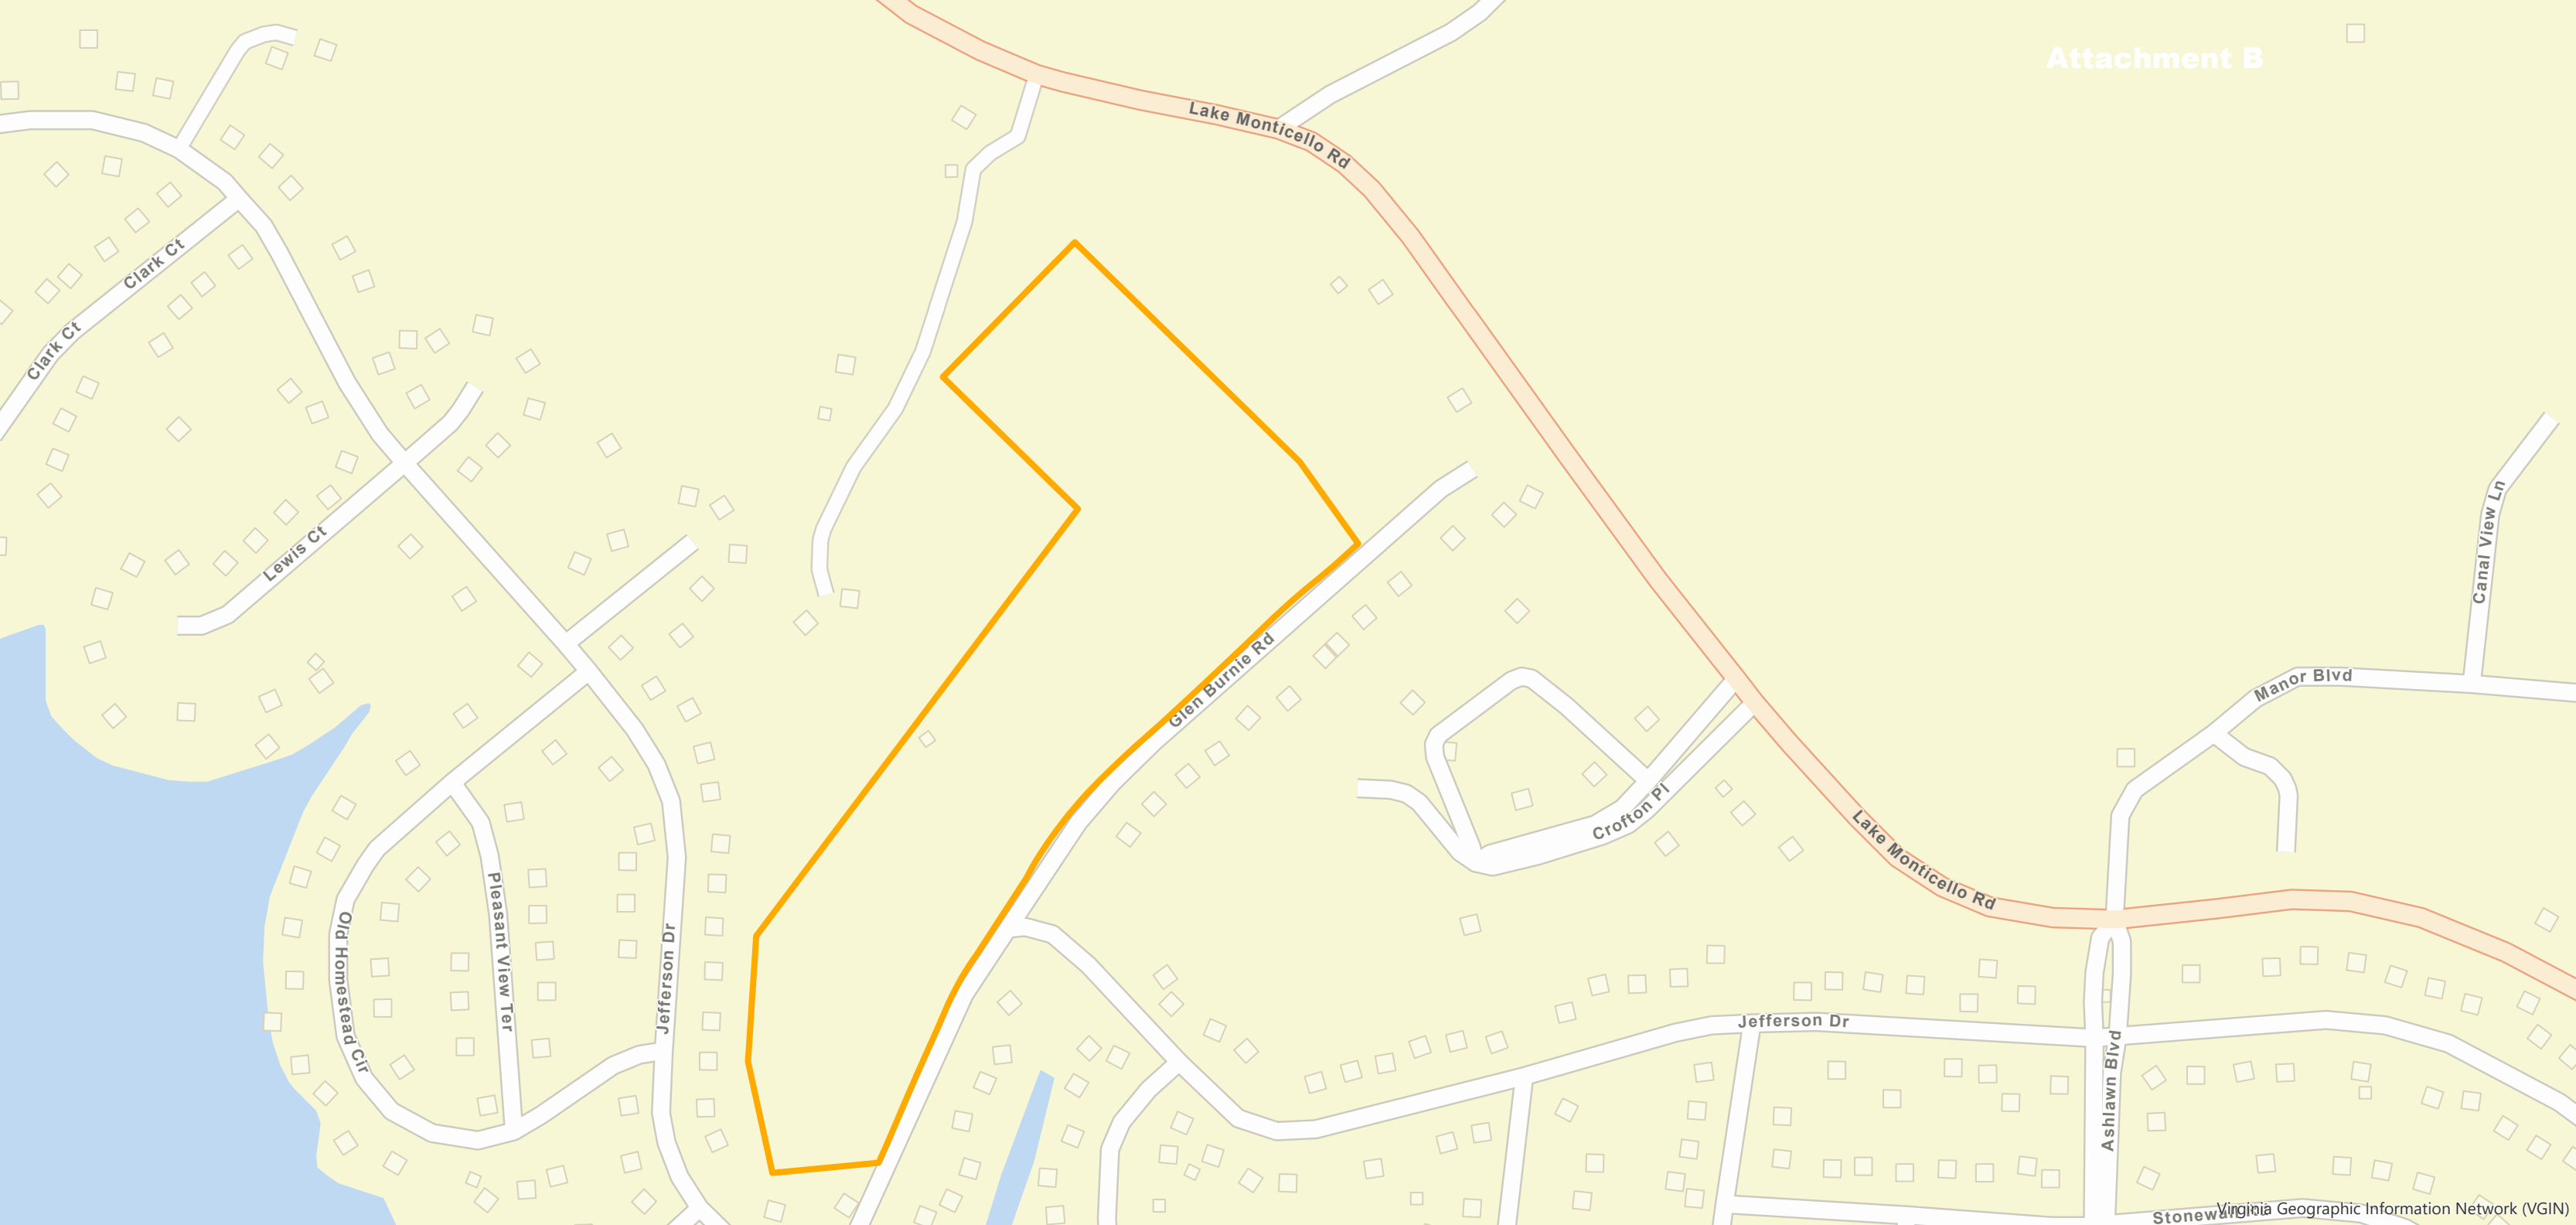 Attachment B
Lake Monticello Rd
Clark Ct
Clark Ct
Lewis Ct
Canal View Ln
Glen Burnie Rd
Manor Blvd
Crofton Pl
Lake Monticello Rd
Pleasant View Ter
Old Homestead Cir
Jefferson Dr
Jefferson Dr
Ashlawn Blvd
Virginia Geographic Information Network (VGIN)